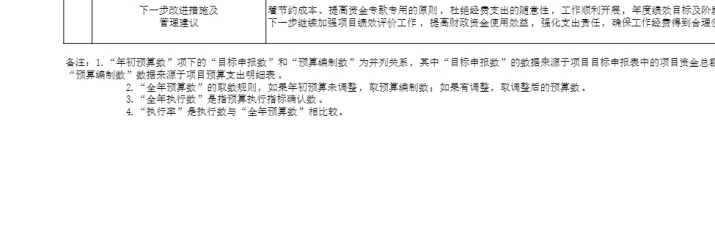 下一步改进措施及
管理建议
着节约成本、提高资金专款专用的原则，杜绝经费支出的随意性，工作顺利开展，年度绩效目标及阶
下一步继续加强项目绩效评价工作，提高财政资金使用效益，强化支出责任，确保工作经费得到合理
备注：1.“年初预算数”项下的“目标申报数”和“预算编制数”为并列关系，其中“目标申报数”的数据来源于项目目标申报表中的项目资金总
“预算编制数”数据来源于项目预算支出明细表。
2.“全年预算数”的取数规则，如果年初预算未调整，取预算编制数；如果有调整，取调整后的预算数。
3.“全年执行数”是指预算执行指标确认数。
4.“执行率”是执行数与“全年预算数”相比较。